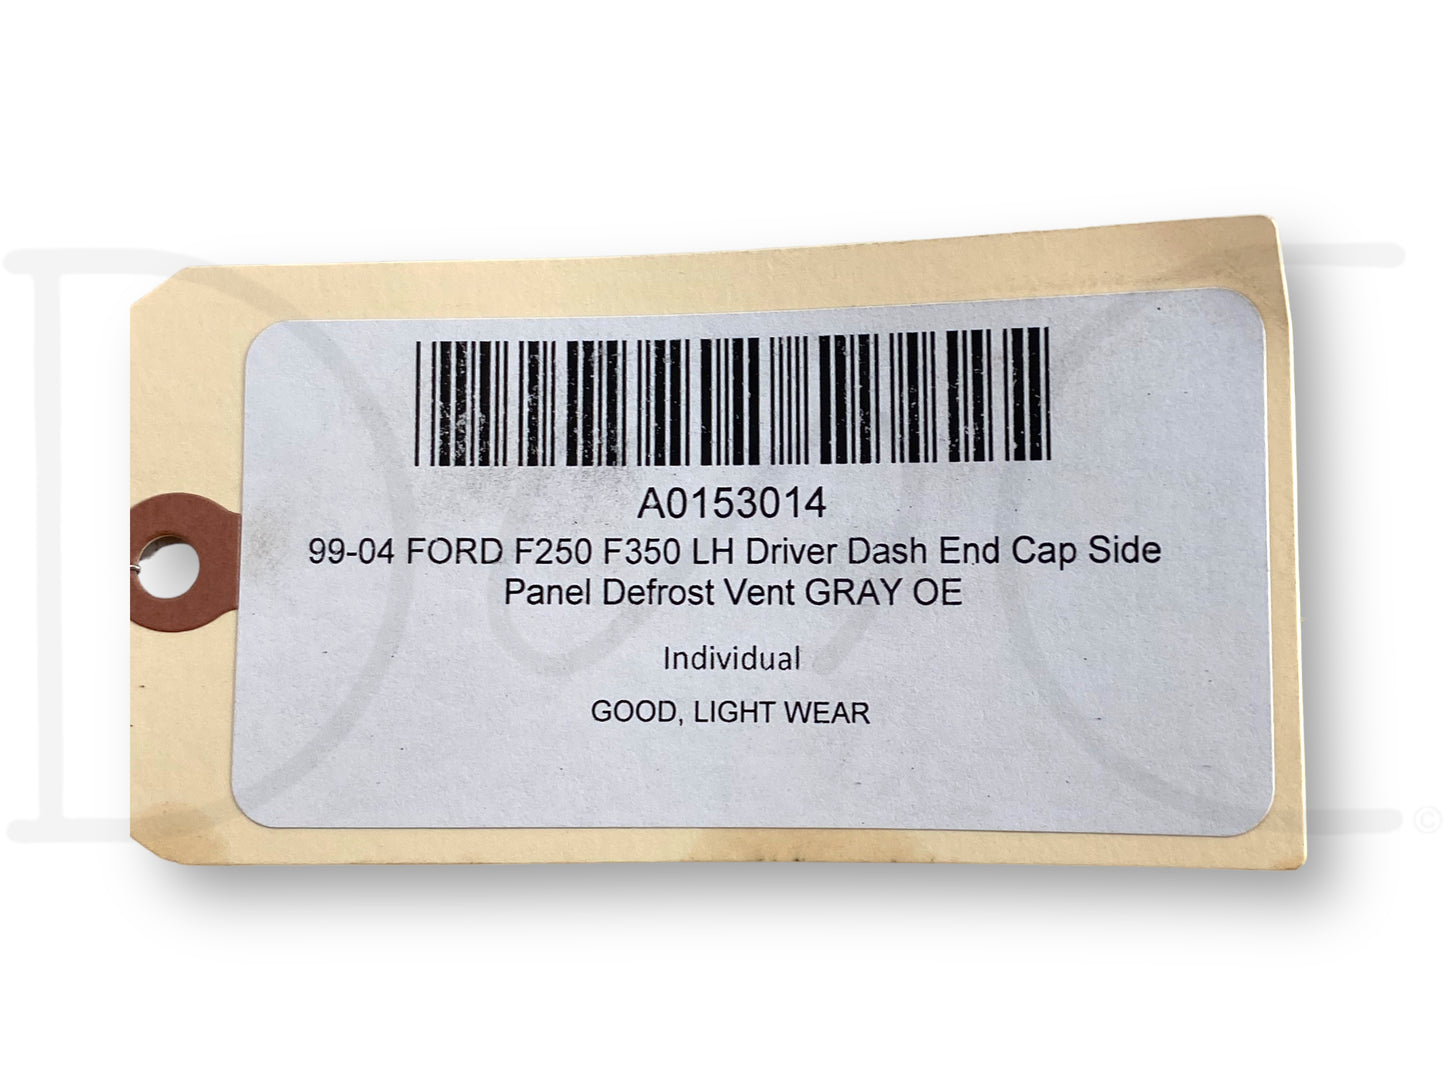 A0153014
99-04 FORD F250 F350 LH Driver Dash End Cap Side
Panel Defrost Vent GRAY OE
Individual
GOOD, LIGHT WEAR
©